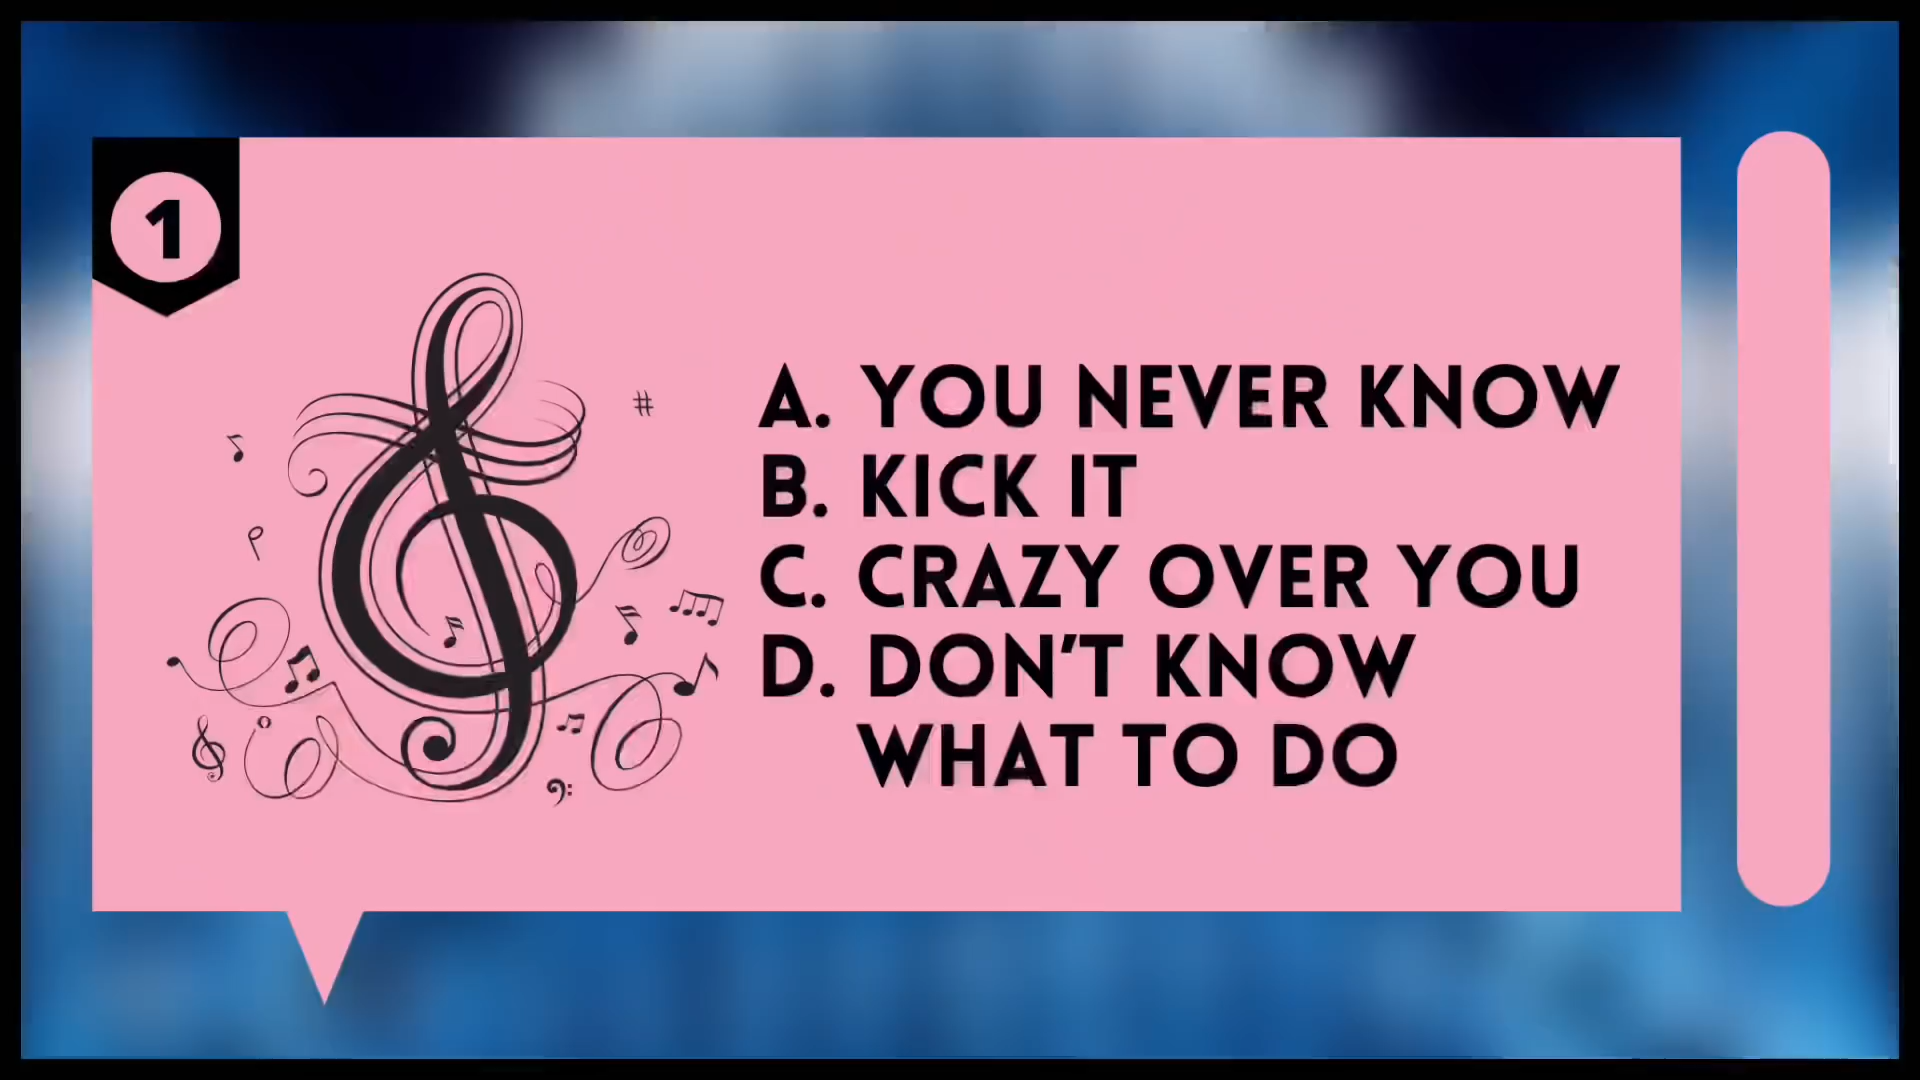 1
A. YOU NEVER KNOW
B. KICK IT
C. CRAZY OVER YOU
D. DON'T KNOW
WHAT TO DO